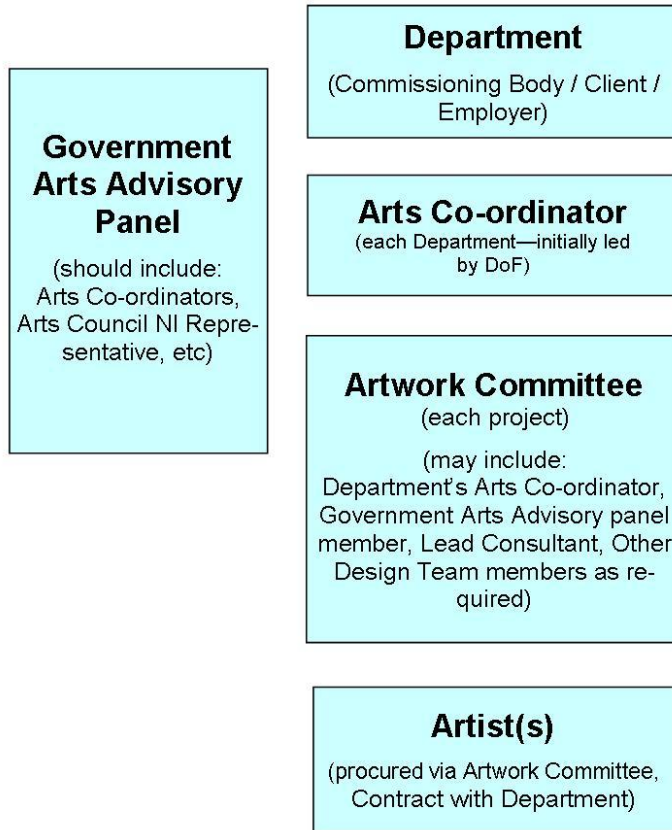 Government
Arts Advisory
Panel
(should include:
Arts Co-ordinators,
Arts Council NI Repre-
sentative, etc)
Department
(Commissioning Body / Client /
Employer)
Arts Co-ordinator
(each Department—initially led
by DoF)
Artwork Committee
(each project)
(may include:
Department's Arts Co-ordinator,
Government Arts Advisory panel
member, Lead Consultant, Other
Design Team members as re-
quired)
Artist(s)
(procured via Artwork Committee,
Contract with Department)